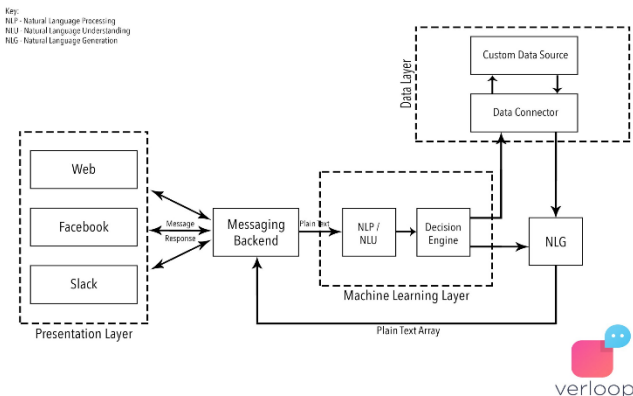 Key:
NLP - Natural Language Processing
NLU - Natural Language Understanding
NLG - Natural Language Generation
Custom Data Source
Data Connector
Data Layer
Web
Facebook
Slack
Presentation Layer
Message
Response
Messaging
Backend
Plain Text
NLP /
NLU
Decision
Engine
Machine Learning Layer
NLG
Plain Text Array
verloop